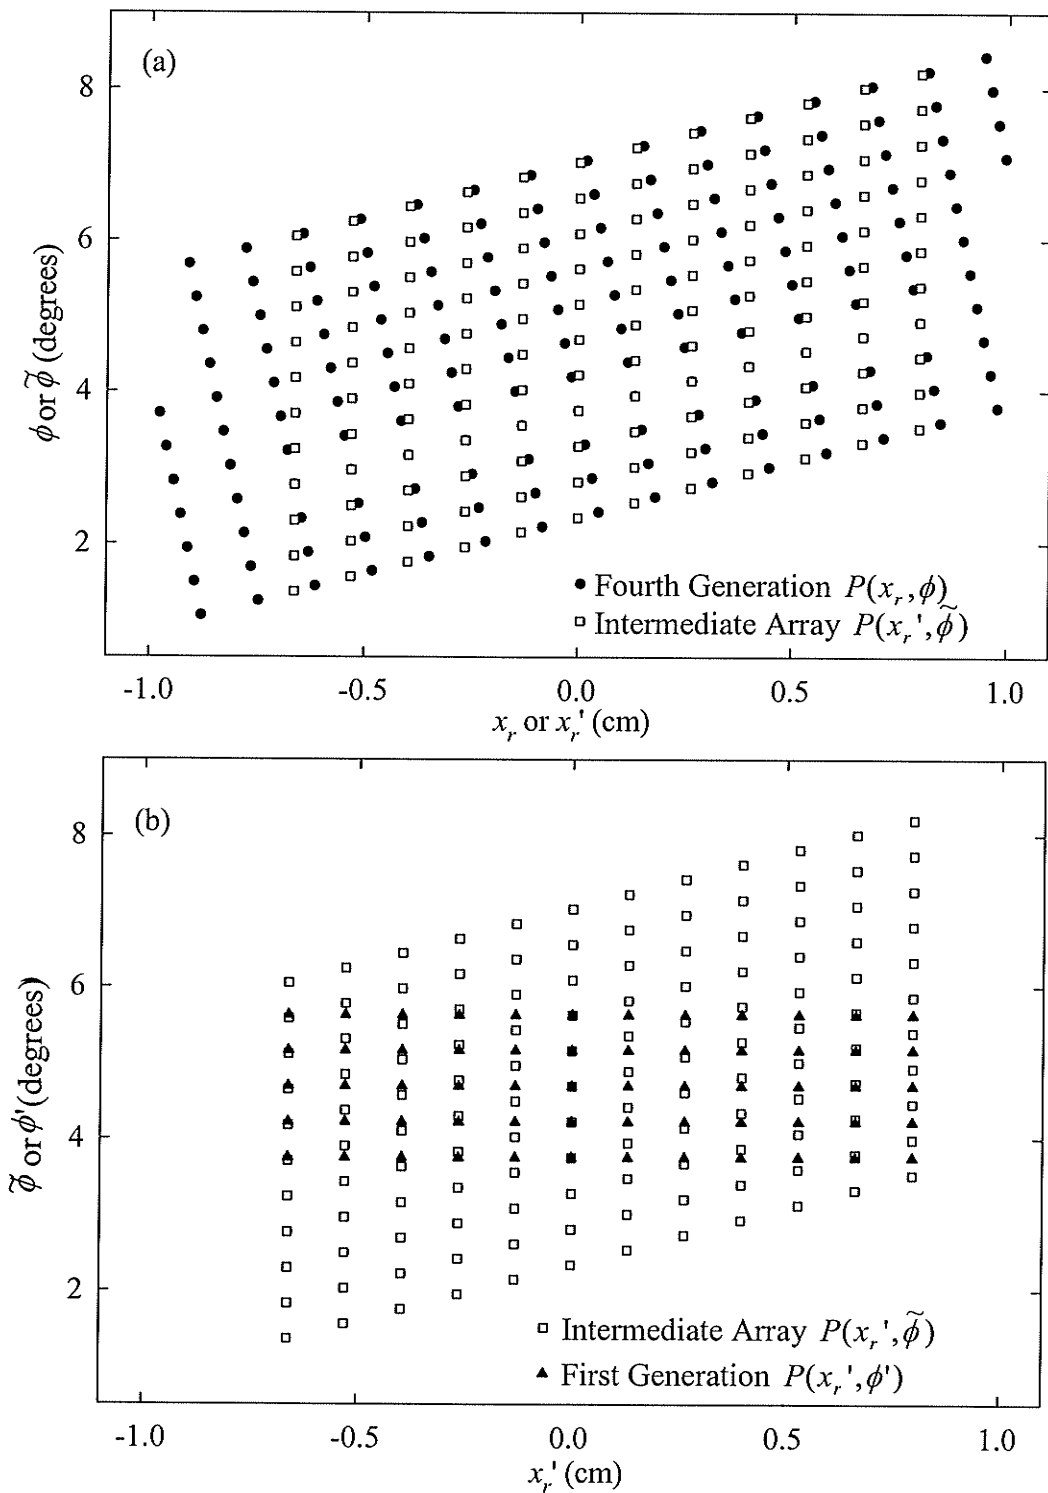 (a)
8
6
4
2
ϕ or ϕ̃ (degrees)
● Fourth Generation P(x_r, ϕ)
□ Intermediate Array P(x_r', ϕ̃)
-1.0 -0.5 0.0 0.5 1.0
x_r or x_r' (cm)
(b)
8
6
4
2
ϕ̃ or ϕ' (degrees)
□ Intermediate Array P(x_r', ϕ̃)
▲ First Generation P(x_r', ϕ')
-1.0 -0.5 0.0 0.5 1.0
x_r' (cm)